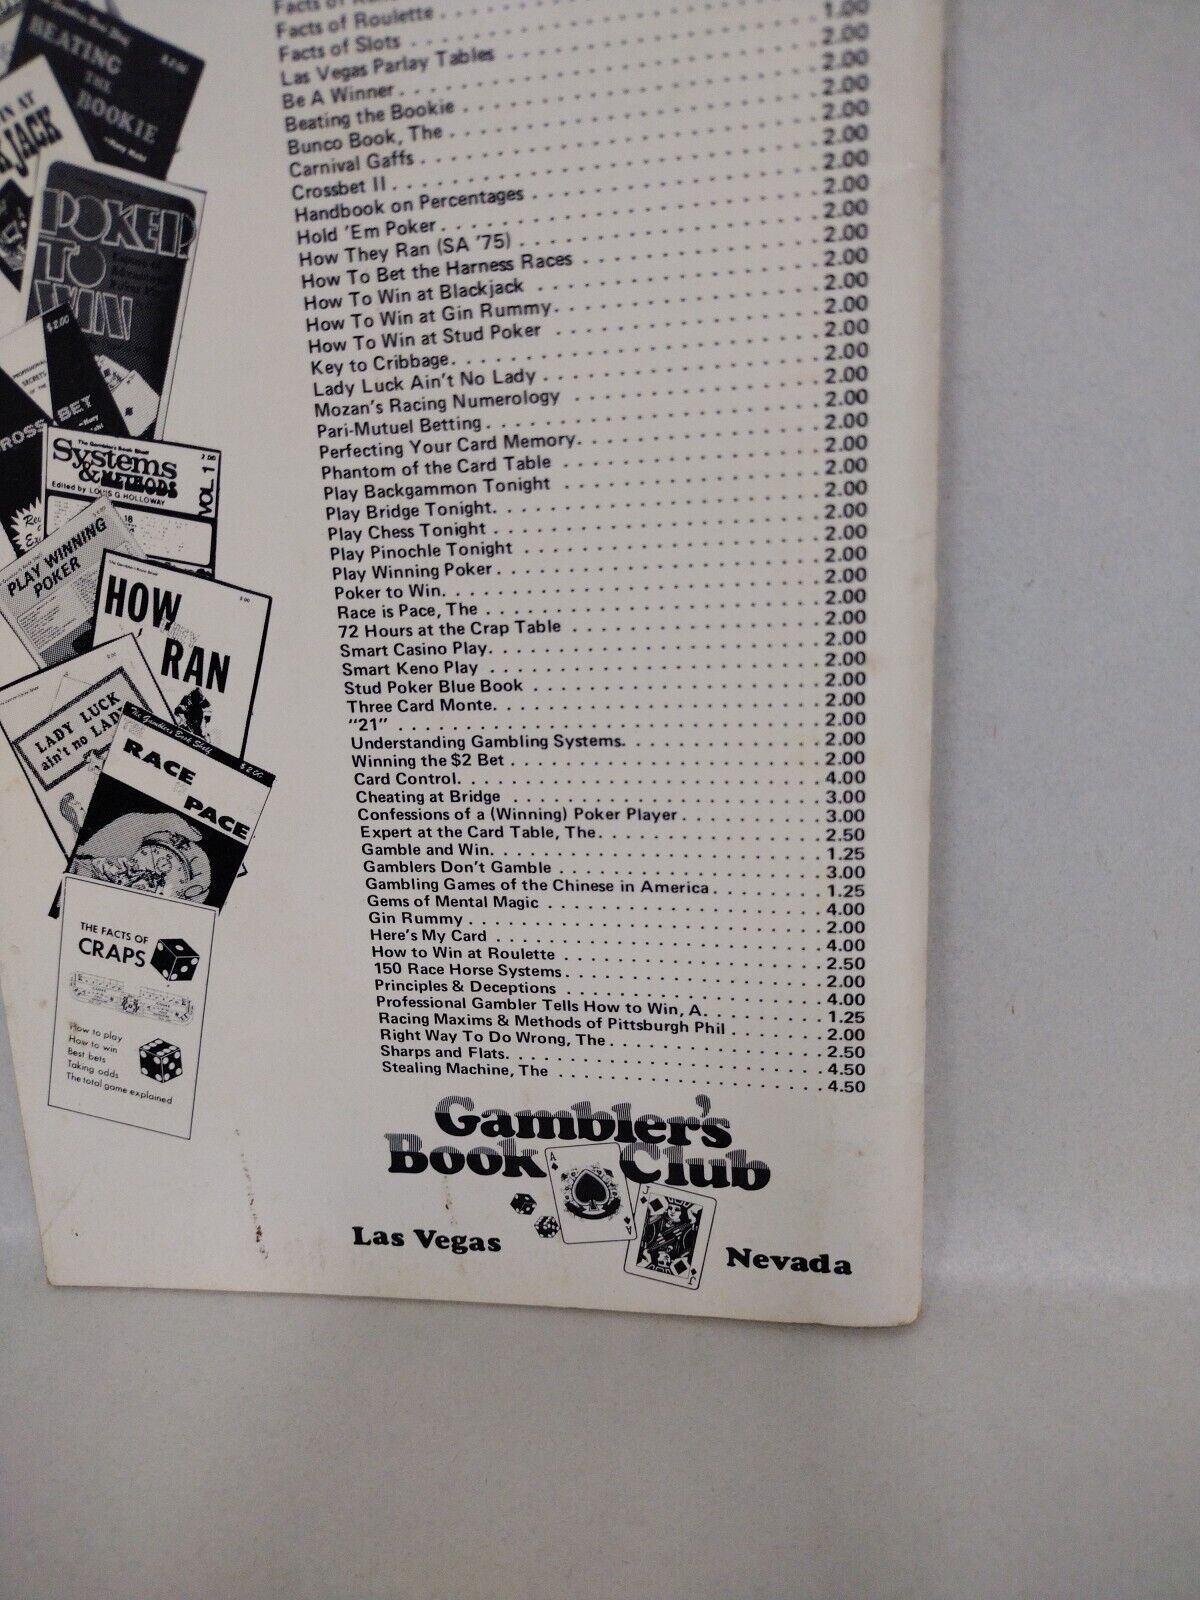 Facts of Roulette
Facts of Slots
Las Vegas Parlay Tables . . . . . . . . . . 1.00
Be A Winner . . . . . . . . . . 2.00
Beating the Bookie . . . . . . . . . . 2.00
Bunco Book, The . . . . . . . . . . 2.00
Carnival Gaffs . . . . . . . . . . 2.00
Crossbet II . . . . . . . . . . 2.00
Handbook on Percentages . . . . . . . . . . 2.00
Hold 'Em Poker . . . . . . . . . . 2.00
How They Ran (SA '75) . . . . . . . . . . 2.00
How To Bet the Harness Races . . . . . . . . . . 2.00
How To Win at Blackjack . . . . . . . . . . 2.00
How To Win at Gin Rummy . . . . . . . . . . 2.00
How To Win at Stud Poker . . . . . . . . . . 2.00
Key to Cribbage . . . . . . . . . . 2.00
Lady Luck Ain't No Lady . . . . . . . . . . 2.00
Mozan's Racing Numerology . . . . . . . . . . 2.00
Pari-Mutuel Betting . . . . . . . . . . 2.00
Perfecting Your Card Memory . . . . . . . . . . 2.00
Phantom of the Card Table . . . . . . . . . . 2.00
Play Backgammon Tonight . . . . . . . . . . 2.00
Play Bridge Tonight . . . . . . . . . . 2.00
Play Chess Tonight . . . . . . . . . . 2.00
Play Pinochle Tonight . . . . . . . . . . 2.00
Play Winning Poker . . . . . . . . . . 2.00
Poker to Win . . . . . . . . . . 2.00
Race is Pace, The . . . . . . . . . . 2.00
72 Hours at the Crap Table . . . . . . . . . . 2.00
Smart Casino Play . . . . . . . . . . 2.00
Smart Keno Play . . . . . . . . . . 2.00
Stud Poker Blue Book . . . . . . . . . . 2.00
Three Card Monte . . . . . . . . . . 2.00
"21" . . . . . . . . . . 2.00
Understanding Gambling Systems . . . . . . . . . . 2.00
Winning the $2 Bet . . . . . . . . . . 2.00
Card Control . . . . . . . . . . 4.00
Cheating at Bridge . . . . . . . . . . 3.00
Confessions of a (Winning) Poker Player . . . . . . . . . . 3.00
Expert at the Card Table, The . . . . . . . . . . 2.50
Gamble and Win . . . . . . . . . . 1.25
Gamblers Don't Gamble . . . . . . . . . . 3.00
Gambling Games of the Chinese in America . . . . . . . . 1.25
Gems of Mental Magic . . . . . . . . . . 4.00
Gin Rummy . . . . . . . . . . 2.00
Here's My Card . . . . . . . . . . 4.00
How to Win at Roulette . . . . . . . . . . 2.50
150 Race Horse Systems . . . . . . . . . . 2.00
Principles & Deceptions . . . . . . . . . . 4.00
Professional Gambler Tells How to Win, A . . . . . . . . 1.25
Racing Maxims & Methods of Pittsburgh Phil . . . . . . . 2.00
Right Way To Do Wrong, The . . . . . . . . . . 2.50
Sharps and Flats . . . . . . . . . . 4.50
Stealing Machine, The . . . . . . . . . . 4.50
Gambler's
Book Club
Las Vegas Nevada
BEATING
THE
BOOKIE
$2.00
POKER
TO
WIN
$2.00
The Gambler's Book Shelf
Systems
& METHODS
Edited by LOUIS G. HOLLOWAY
2.00
VOL. 1
PLAY WINNING
POKER
HOW
RAN
LADY LUCK
ain't no LADY
The Gambler's Book Shelf
$2.00
RACE
PACE
THE FACTS OF
CRAPS
How to play
How to win
Best bets
Taking odds
The total game explained